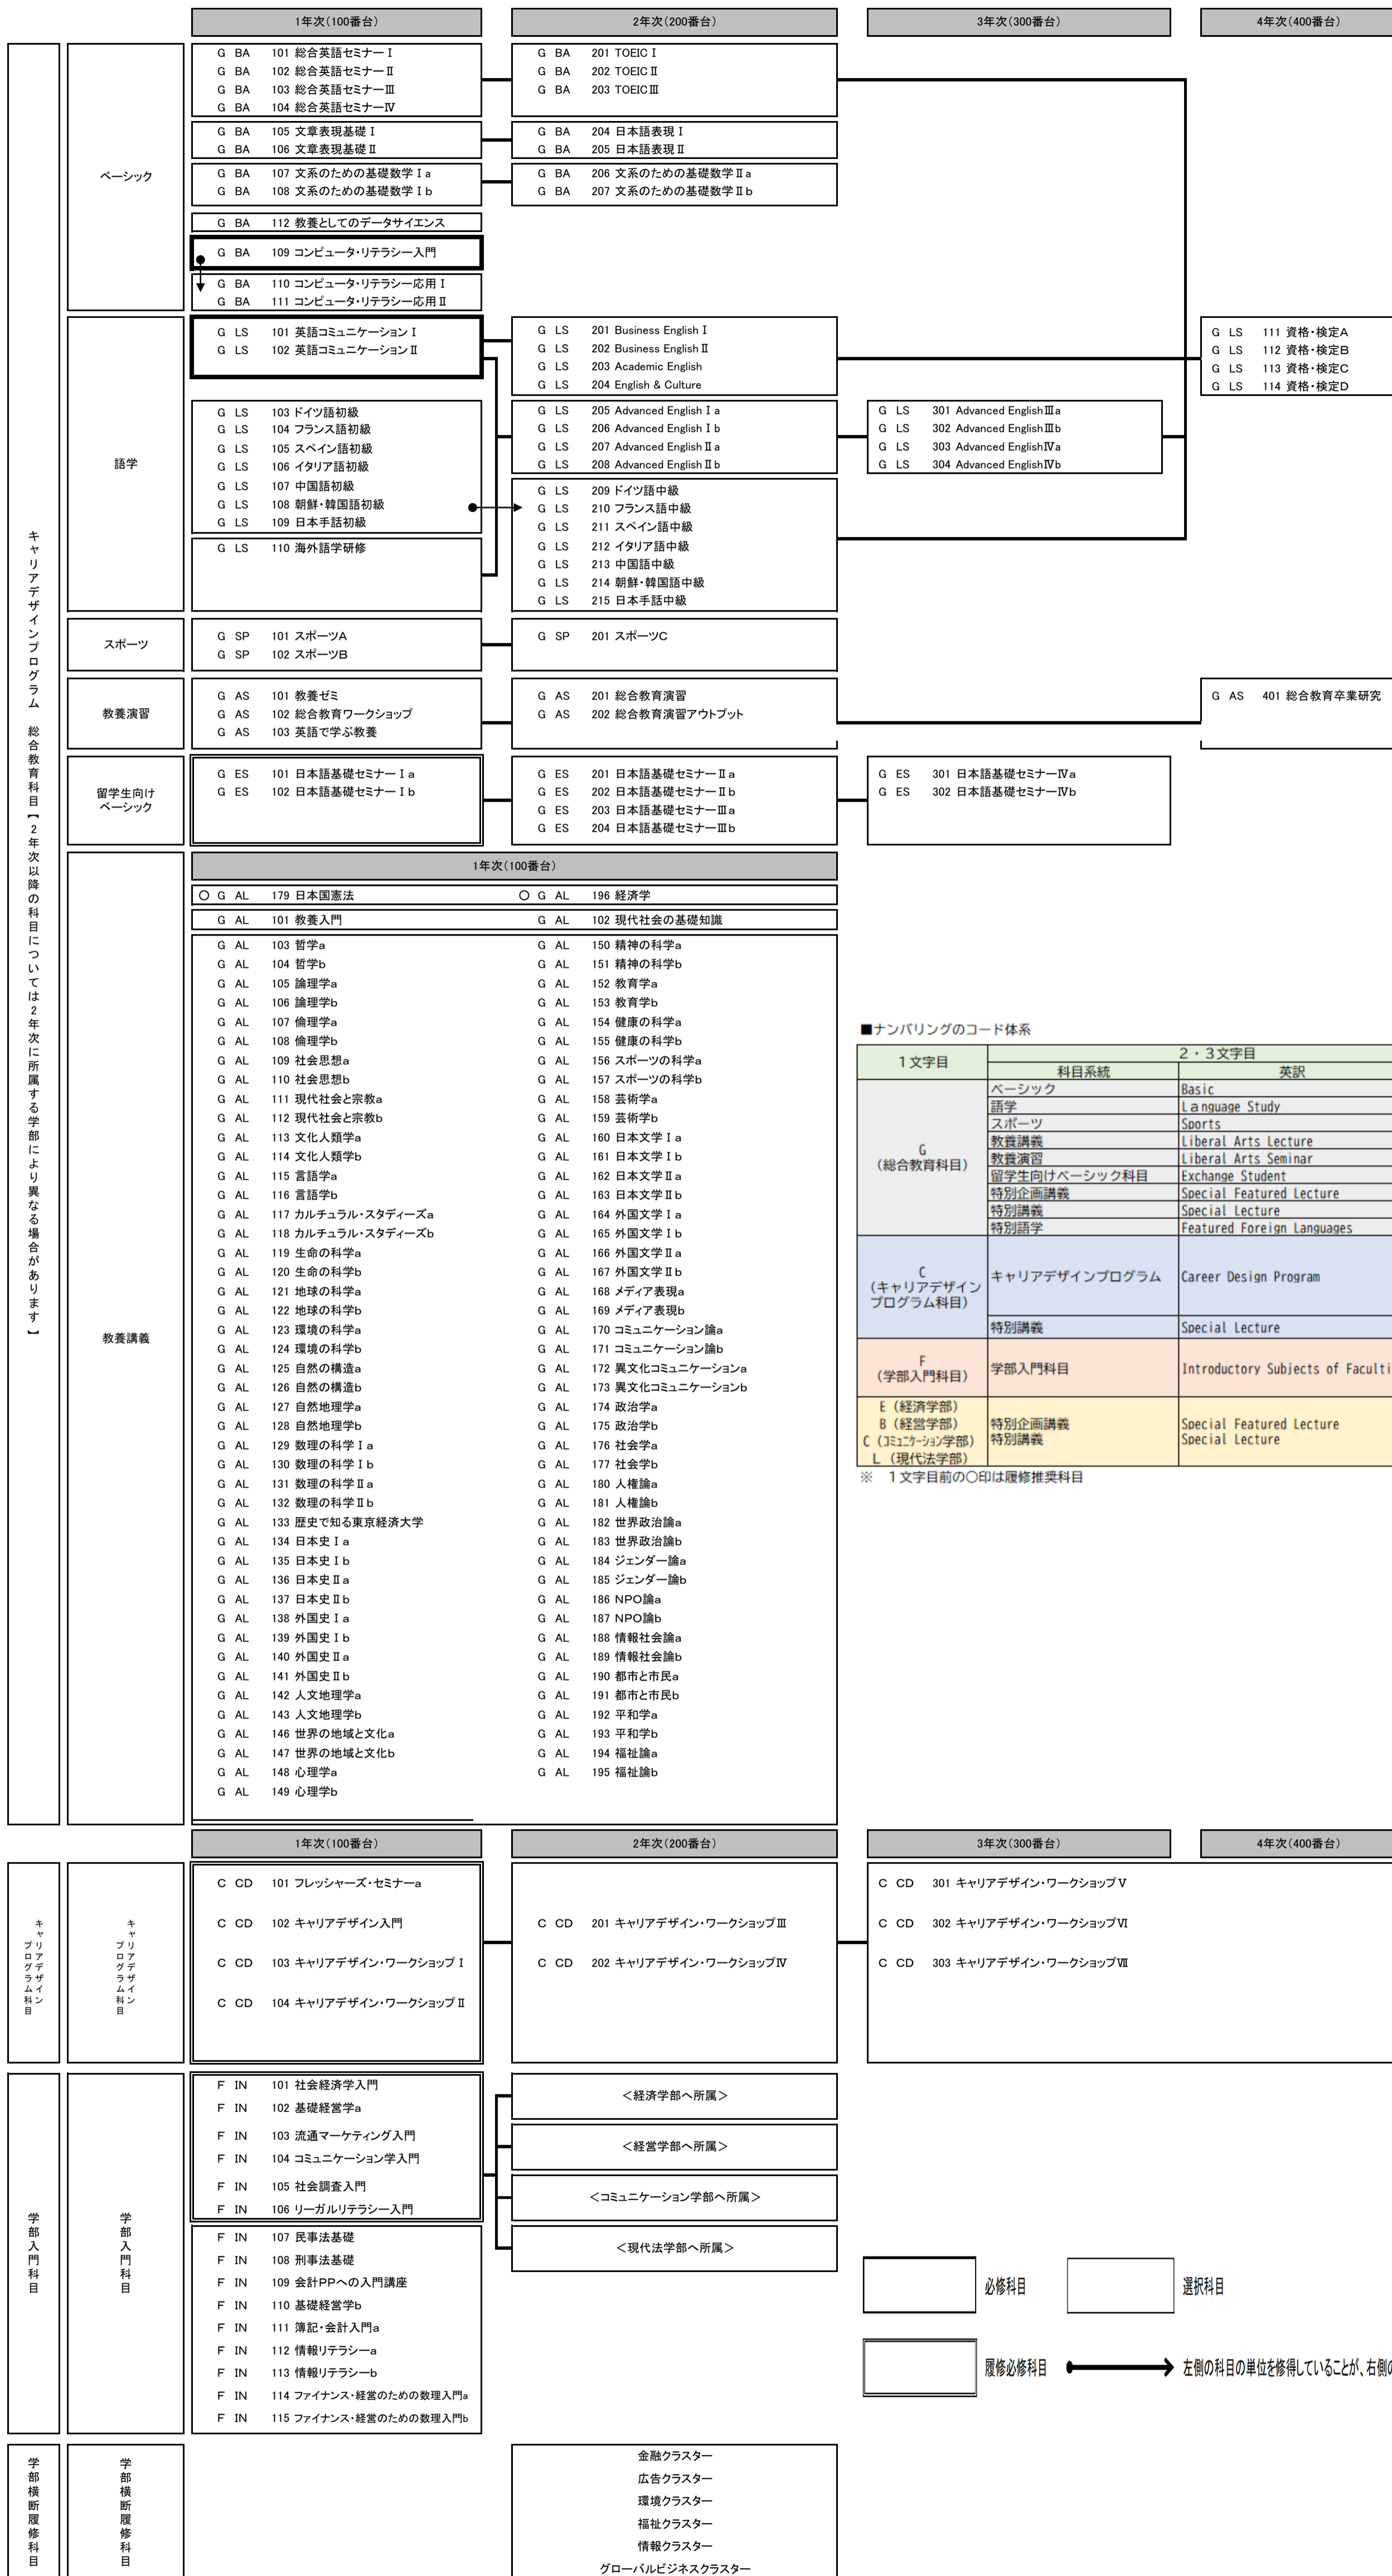 1年次(100番台)
2年次(200番台)
3年次(300番台)
4年次(400番台)
キャリアデザインプログラム 総合教育科目【2年次以降の科目については2年次に所属する学部により異なる場合があります】
ベーシック
G BA 101 総合英語セミナーⅠ
G BA 102 総合英語セミナーⅡ
G BA 103 総合英語セミナーⅢ
G BA 104 総合英語セミナーⅣ
G BA 201 TOEICⅠ
G BA 202 TOEICⅡ
G BA 203 TOEICⅢ
G BA 105 文章表現基礎Ⅰ
G BA 106 文章表現基礎Ⅱ
G BA 204 日本語表現Ⅰ
G BA 205 日本語表現Ⅱ
G BA 107 文系のための基礎数学Ⅰa
G BA 108 文系のための基礎数学Ⅰb
G BA 206 文系のための基礎数学Ⅱa
G BA 207 文系のための基礎数学Ⅱb
G BA 112 教養としてのデータサイエンス
G BA 109 コンピュータ・リテラシー入門
G BA 110 コンピュータ・リテラシー応用Ⅰ
G BA 111 コンピュータ・リテラシー応用Ⅱ
語学
G LS 101 英語コミュニケーションⅠ
G LS 102 英語コミュニケーションⅡ
G LS 201 Business EnglishⅠ
G LS 202 Business EnglishⅡ
G LS 203 Academic English
G LS 204 English & Culture
G LS 111 資格・検定A
G LS 112 資格・検定B
G LS 113 資格・検定C
G LS 114 資格・検定D
G LS 103 ドイツ語初級
G LS 104 フランス語初級
G LS 105 スペイン語初級
G LS 106 イタリア語初級
G LS 107 中国語初級
G LS 108 朝鮮・韓国語初級
G LS 109 日本手話初級
G LS 110 海外語学研修
G LS 205 Advanced EnglishⅠa
G LS 206 Advanced EnglishⅠb
G LS 207 Advanced EnglishⅡa
G LS 208 Advanced EnglishⅡb
G LS 301 Advanced EnglishⅢa
G LS 302 Advanced EnglishⅢb
G LS 303 Advanced EnglishⅣa
G LS 304 Advanced EnglishⅣb
G LS 209 ドイツ語中級
G LS 210 フランス語中級
G LS 211 スペイン語中級
G LS 212 イタリア語中級
G LS 213 中国語中級
G LS 214 朝鮮・韓国語中級
G LS 215 日本手話中級
スポーツ
G SP 101 スポーツA
G SP 102 スポーツB
G SP 201 スポーツC
教養演習
G AS 101 教養ゼミ
G AS 102 総合教育ワークショップ
G AS 103 英語で学ぶ教養
G AS 201 総合教育演習
G AS 202 総合教育演習アウトプット
G AS 401 総合教育卒業研究
留学生向け
ベーシック
G ES 101 日本語基礎セミナーⅠa
G ES 102 日本語基礎セミナーⅠb
G ES 201 日本語基礎セミナーⅡa
G ES 202 日本語基礎セミナーⅡb
G ES 203 日本語基礎セミナーⅢa
G ES 204 日本語基礎セミナーⅢb
G ES 301 日本語基礎セミナーⅣa
G ES 302 日本語基礎セミナーⅣb
教養講義
1年次(100番台)
○ G AL 179 日本国憲法
○ G AL 196 経済学
G AL 101 教養入門
G AL 102 現代社会の基礎知識
G AL 103 哲学a
G AL 104 哲学b
G AL 105 論理学a
G AL 106 論理学b
G AL 107 倫理学a
G AL 108 倫理学b
G AL 109 社会思想a
G AL 110 社会思想b
G AL 111 現代社会と宗教a
G AL 112 現代社会と宗教b
G AL 113 文化人類学a
G AL 114 文化人類学b
G AL 115 言語学a
G AL 116 言語学b
G AL 117 カルチュラル・スタディーズa
G AL 118 カルチュラル・スタディーズb
G AL 119 生命の科学a
G AL 120 生命の科学b
G AL 121 地球の科学a
G AL 122 地球の科学b
G AL 123 環境の科学a
G AL 124 環境の科学b
G AL 125 自然の構造a
G AL 126 自然の構造b
G AL 127 自然地理学a
G AL 128 自然地理学b
G AL 129 数理の科学Ⅰa
G AL 130 数理の科学Ⅰb
G AL 131 数理の科学Ⅱa
G AL 132 数理の科学Ⅱb
G AL 133 歴史で知る東京経済大学
G AL 134 日本史Ⅰa
G AL 135 日本史Ⅰb
G AL 136 日本史Ⅱa
G AL 137 日本史Ⅱb
G AL 138 外国史Ⅰa
G AL 139 外国史Ⅰb
G AL 140 外国史Ⅱa
G AL 141 外国史Ⅱb
G AL 142 人文地理学a
G AL 143 人文地理学b
G AL 146 世界の地域と文化a
G AL 147 世界の地域と文化b
G AL 148 心理学a
G AL 149 心理学b
G AL 150 精神の科学a
G AL 151 精神の科学b
G AL 152 教育学a
G AL 153 教育学b
G AL 154 健康の科学a
G AL 155 健康の科学b
G AL 156 スポーツの科学a
G AL 157 スポーツの科学b
G AL 158 芸術学a
G AL 159 芸術学b
G AL 160 日本文学Ⅰa
G AL 161 日本文学Ⅰb
G AL 162 日本文学Ⅱa
G AL 163 日本文学Ⅱb
G AL 164 外国文学Ⅰa
G AL 165 外国文学Ⅰb
G AL 166 外国文学Ⅱa
G AL 167 外国文学Ⅱb
G AL 168 メディア表現a
G AL 169 メディア表現b
G AL 170 コミュニケーション論a
G AL 171 コミュニケーション論b
G AL 172 異文化コミュニケーションa
G AL 173 異文化コミュニケーションb
G AL 174 政治学a
G AL 175 政治学b
G AL 176 社会学a
G AL 177 社会学b
G AL 180 人権論a
G AL 181 人権論b
G AL 182 世界政治論a
G AL 183 世界政治論b
G AL 184 ジェンダー論a
G AL 185 ジェンダー論b
G AL 186 NPO論a
G AL 187 NPO論b
G AL 188 情報社会論a
G AL 189 情報社会論b
G AL 190 都市と市民a
G AL 191 都市と市民b
G AL 192 平和学a
G AL 193 平和学b
G AL 194 福祉論a
G AL 195 福祉論b
■ナンバリングのコード体系
1文字目
2・3文字目
科目系統 英訳
G
(総合教育科目)
ベーシック Basic
語学 Language Study
スポーツ Sports
教養講義 Liberal Arts Lecture
教養演習 Liberal Arts Seminar
留学生向けベーシック科目 Exchange Student
特別企画講義 Special Featured Lecture
特別講義 Special Lecture
特別語学 Featured Foreign Languages
C
(キャリアデザイン
プログラム科目)
キャリアデザインプログラム Career Design Program
特別講義 Special Lecture
F
(学部入門科目)
学部入門科目 Introductory Subjects of Faculti
E(経済学部)
B(経営学部)
C(コミュニケーション学部)
L(現代法学部)
特別企画講義 Special Featured Lecture
特別講義 Special Lecture
※ 1文字目前の○印は履修推奨科目
1年次(100番台)
2年次(200番台)
3年次(300番台)
4年次(400番台)
キャリアデザイン
プログラム科目
キャリアデザイン
プログラム科目
C CD 101 フレッシャーズ・セミナーa
C CD 102 キャリアデザイン入門
C CD 103 キャリアデザイン・ワークショップⅠ
C CD 104 キャリアデザイン・ワークショップⅡ
C CD 201 キャリアデザイン・ワークショップⅢ
C CD 202 キャリアデザイン・ワークショップⅣ
C CD 301 キャリアデザイン・ワークショップⅤ
C CD 302 キャリアデザイン・ワークショップⅥ
C CD 303 キャリアデザイン・ワークショップⅦ
学部入門科目
学部入門科目
F IN 101 社会経済学入門
F IN 102 基礎経営学a
F IN 103 流通マーケティング入門
F IN 104 コミュニケーション学入門
F IN 105 社会調査入門
F IN 106 リーガルリテラシー入門
F IN 107 民事法基礎
F IN 108 刑事法基礎
F IN 109 会計PPへの入門講座
F IN 110 基礎経営学b
F IN 111 簿記・会計入門a
F IN 112 情報リテラシーa
F IN 113 情報リテラシーb
F IN 114 ファイナンス・経営のための数理入門a
F IN 115 ファイナンス・経営のための数理入門b
<経済学部へ所属>
<経営学部へ所属>
<コミュニケーション学部へ所属>
<現代法学部へ所属>
必修科目
選択科目
履修必修科目
左側の科目の単位を修得していることが、右側の
学部横断履修科目
学部横断履修科目
金融クラスター
広告クラスター
環境クラスター
福祉クラスター
情報クラスター
グローバルビジネスクラスター